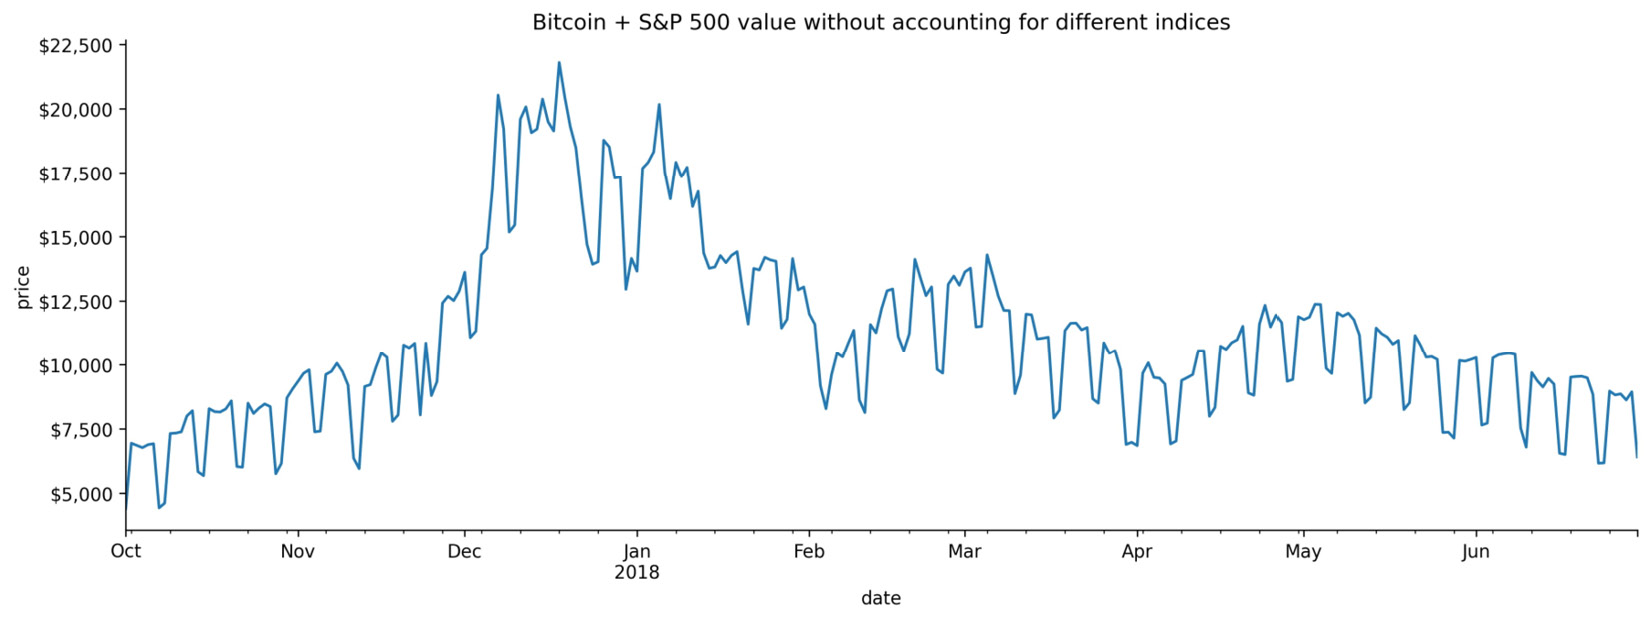 Bitcoin + S&P 500 value without accounting for different indices
$22,500
$20,000
$17,500
$15,000
$12,500
$10,000
$7,500
$5,000
price
Oct
Nov
Dec
Jan
2018
Feb
Mar
Apr
May
Jun
date